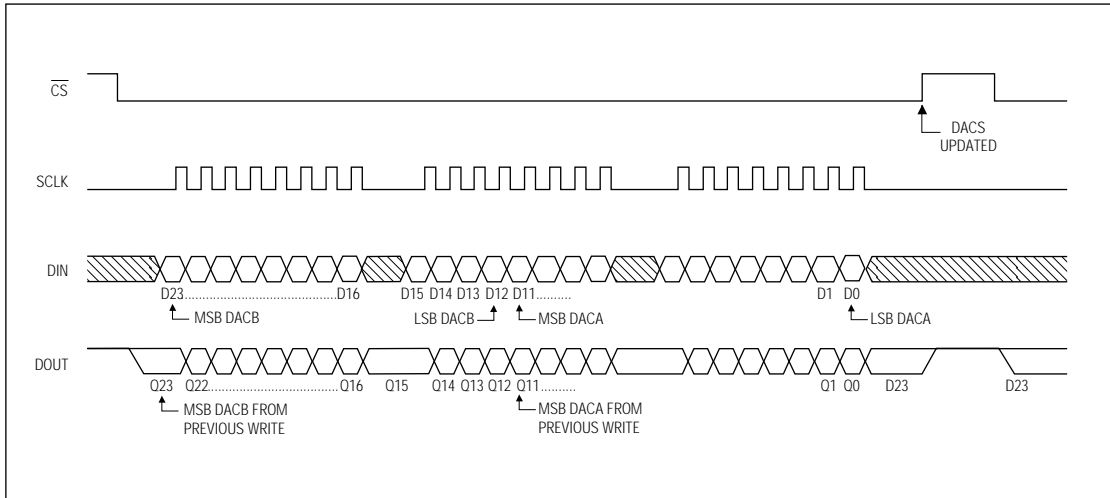 CS
DACS
UPDATED
SCLK
DIN
D23.......................................D16 D15 D14 D13 D12 D11.......... D1 D0
MSB DACB LSB DACB MSB DACA LSB DACA
DOUT
Q23 Q22..................................Q16 Q15 Q14 Q13 Q12 Q11.......... Q1 Q0 D23 D23
MSB DACB FROM MSB DACA FROM
PREVIOUS WRITE PREVIOUS WRITE